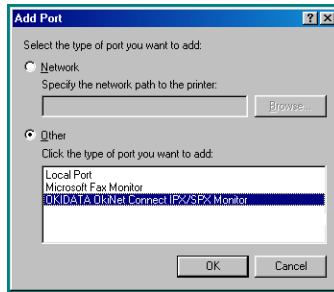 Add Port
Select the type of port you want to add:
Network
Specify the network path to the printer:
Browse...
Other
Click the type of port you want to add:
Local Port
Microsoft Fax Monitor
OKIDATA OkiNet Connect IPX/SPX Monitor
OK Cancel